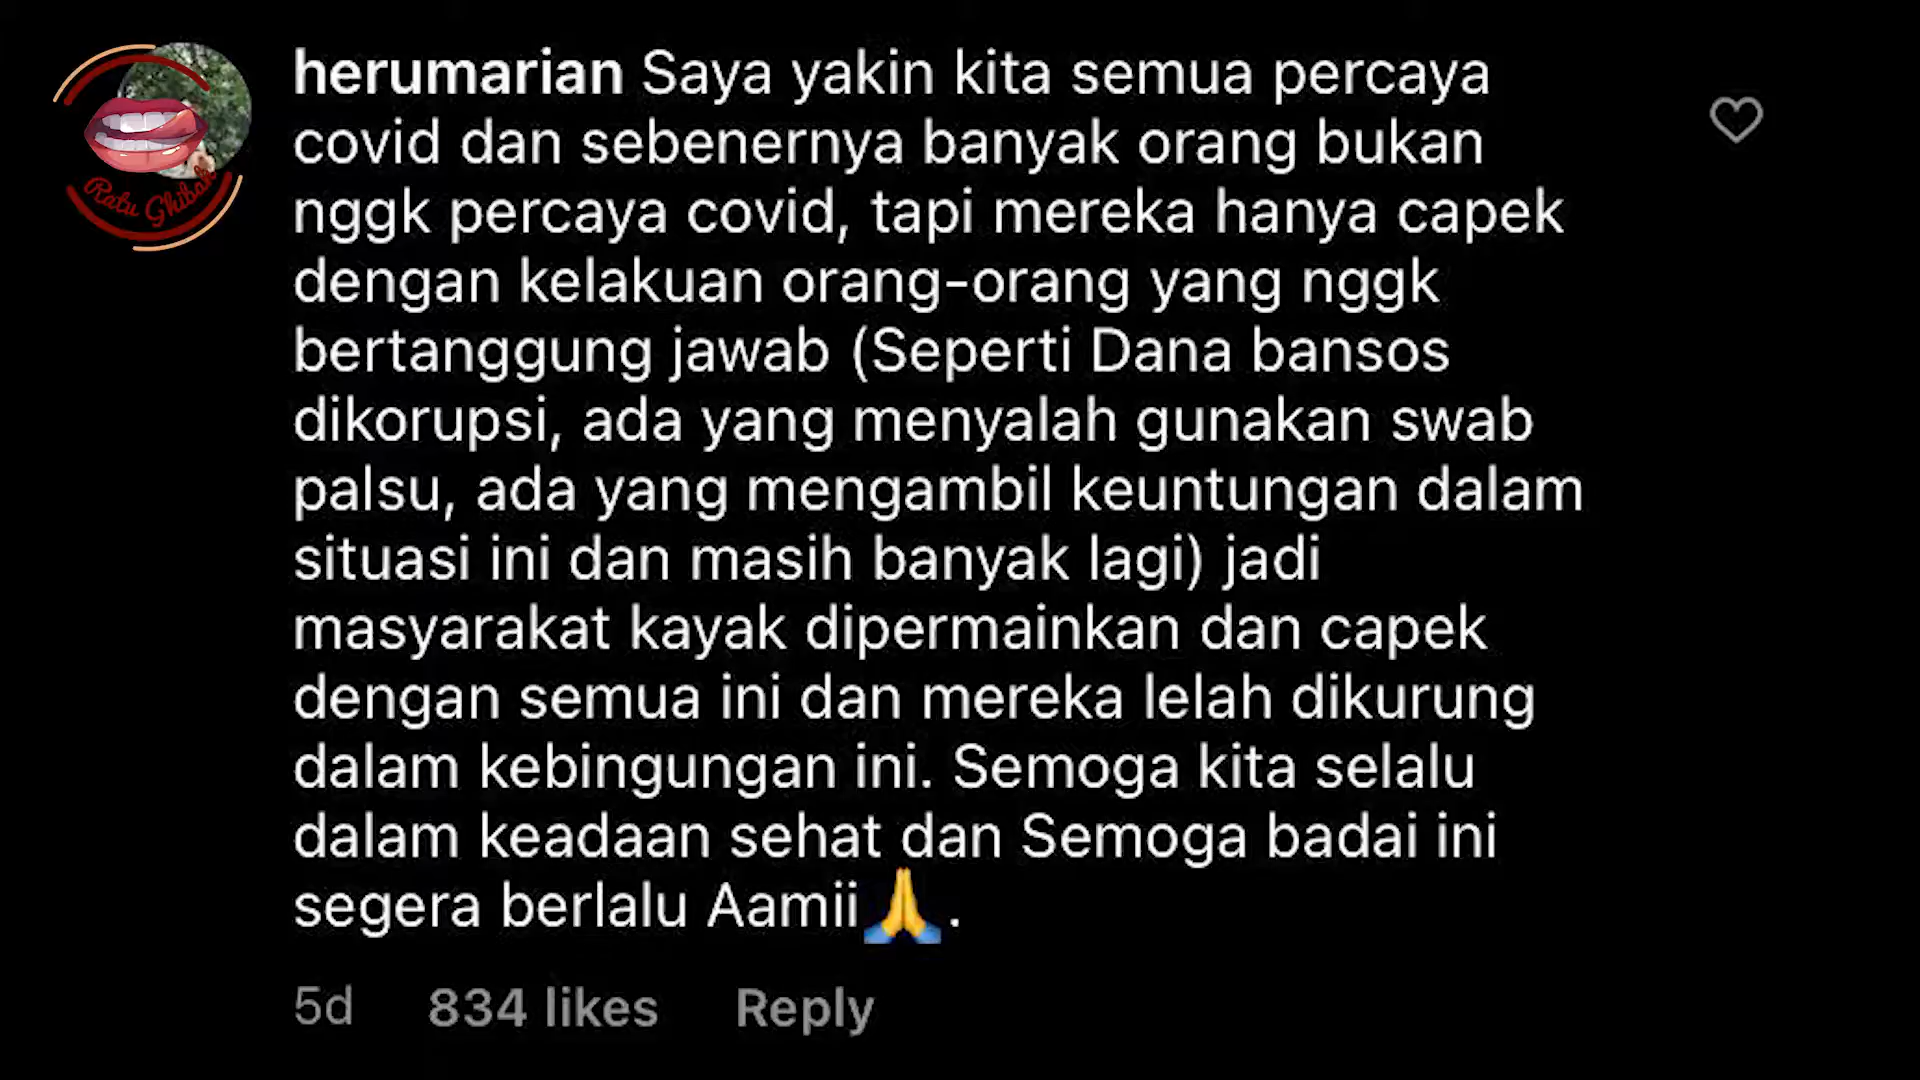 herumarian Saya yakin kita semua percaya
covid dan sebenernya banyak orang bukan
nggk percaya covid, tapi mereka hanya capek
dengan kelakuan orang-orang yang nggk
bertanggung jawab (Seperti Dana bansos
dikorupsi, ada yang menyalah gunakan swab
palsu, ada yang mengambil keuntungan dalam
situasi ini dan masih banyak lagi) jadi
masyarakat kayak dipermainkan dan capek
dengan semua ini dan mereka lelah dikurung
dalam kebingungan ini. Semoga kita selalu
dalam keadaan sehat dan Semoga badai ini
segera berlalu Aamii🙏.
5d 834 likes Reply
Ratu Ghibah